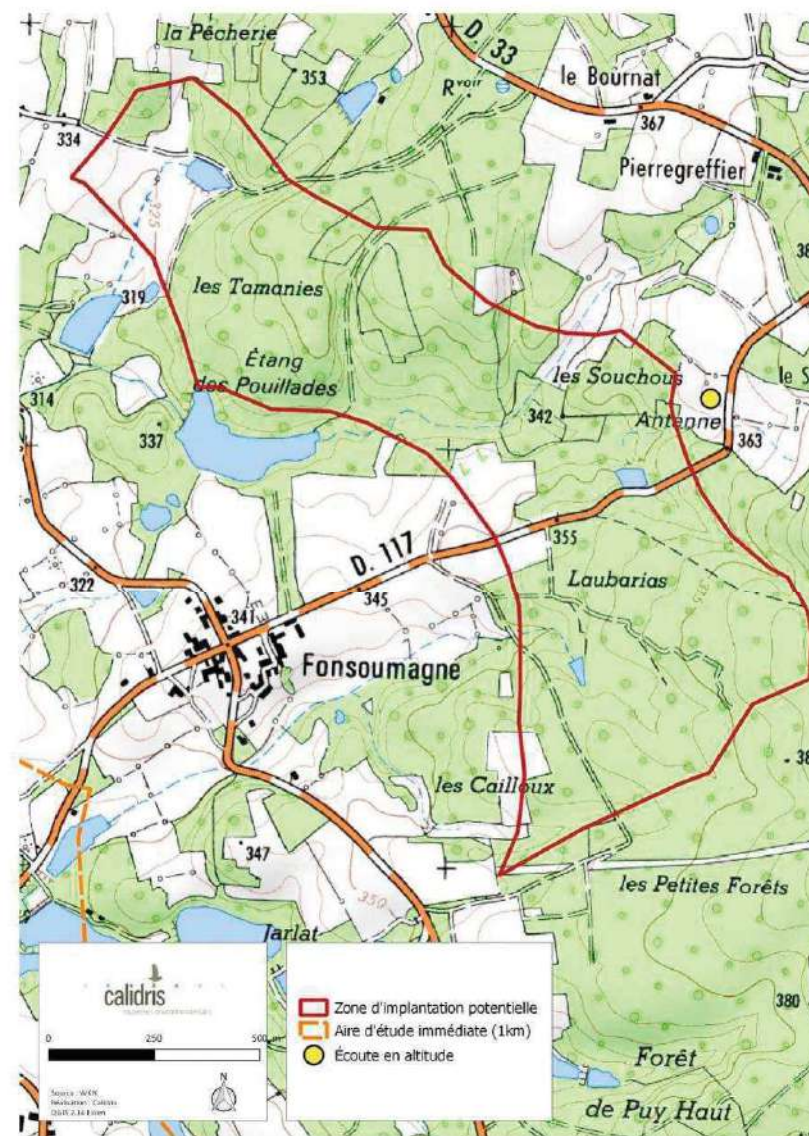 la Pêcherie
D. 33
353
le Bournat
R voir
367
334
Pierregreffier
325
319
les Tamanies
Étang
des Pouillades
les Souchous
le S
314
342
Antenne
337
363
D. 117
355
322
345
341
Laubarias
Fonsoumagne
les Cailloux
38
347
les Petites Forêts
350
Jarlat
calidris
Zone d'implantation potentielle
Aire d'étude immédiate (1km)
Écoute en altitude
0 250 500 m
N
380
Forêt
de Puy Haut